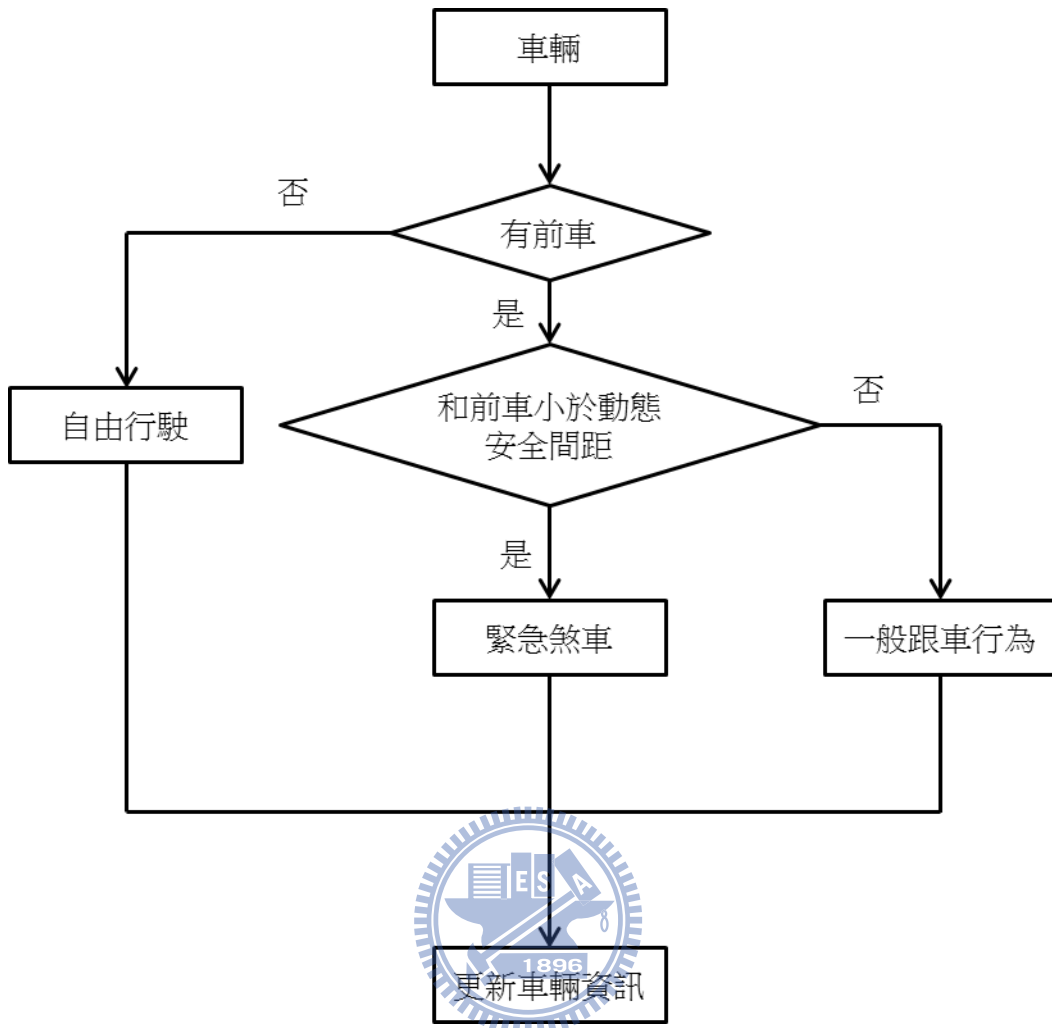 車輛
否
有前車
是
自由行駛
和前車小於動態
安全間距
否
是
緊急煞車
一般跟車行為
E S A
1896
更新車輛資訊